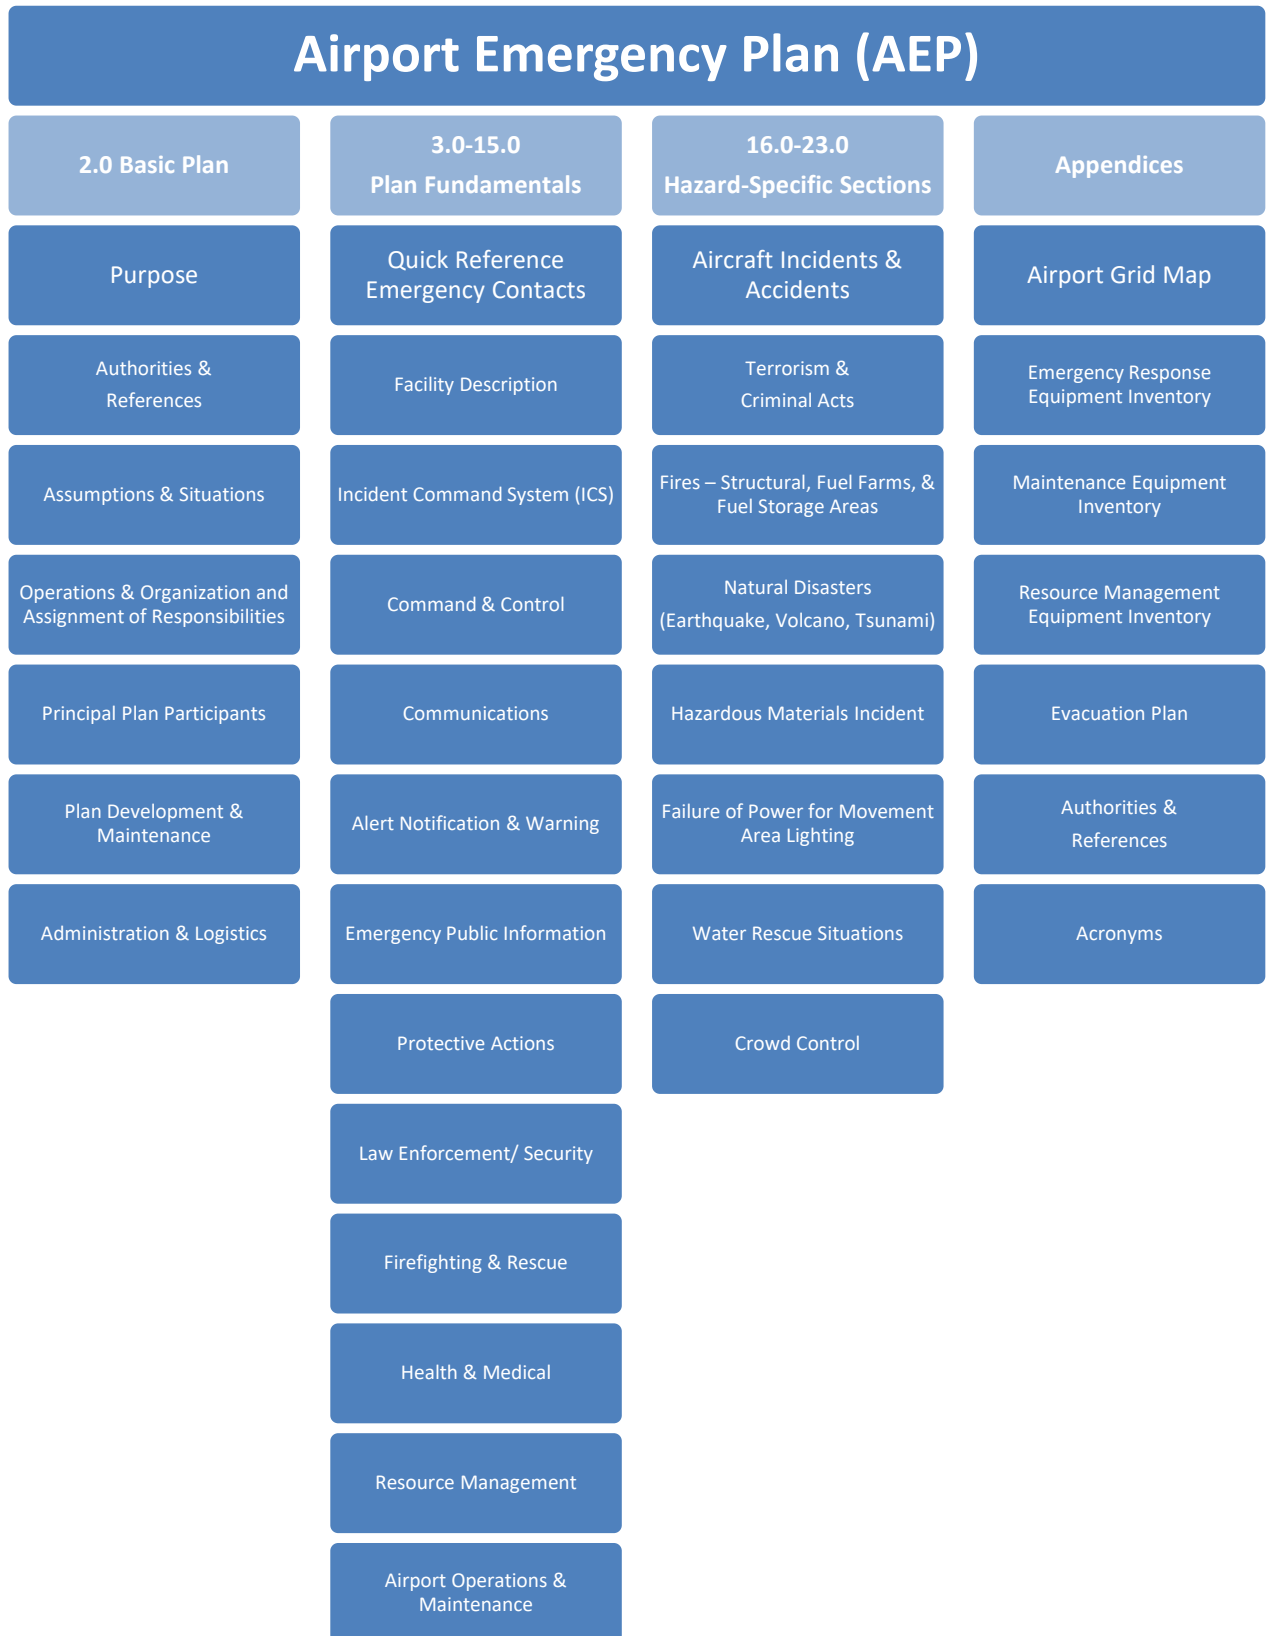 Airport Emergency Plan (AEP)
2.0 Basic Plan
Purpose
Authorities &
References
Assumptions & Situations
Operations & Organization and
Assignment of Responsibilities
Principal Plan Participants
Plan Development &
Maintenance
Administration & Logistics
3.0-15.0
Plan Fundamentals
Quick Reference
Emergency Contacts
Facility Description
Incident Command System (ICS)
Command & Control
Communications
Alert Notification & Warning
Emergency Public Information
Protective Actions
Law Enforcement/ Security
Firefighting & Rescue
Health & Medical
Resource Management
Airport Operations &
Maintenance
16.0-23.0
Hazard-Specific Sections
Aircraft Incidents &
Accidents
Terrorism &
Criminal Acts
Fires – Structural, Fuel Farms, &
Fuel Storage Areas
Natural Disasters
(Earthquake, Volcano, Tsunami)
Hazardous Materials Incident
Failure of Power for Movement
Area Lighting
Water Rescue Situations
Crowd Control
Appendices
Airport Grid Map
Emergency Response
Equipment Inventory
Maintenance Equipment
Inventory
Resource Management
Equipment Inventory
Evacuation Plan
Authorities &
References
Acronyms